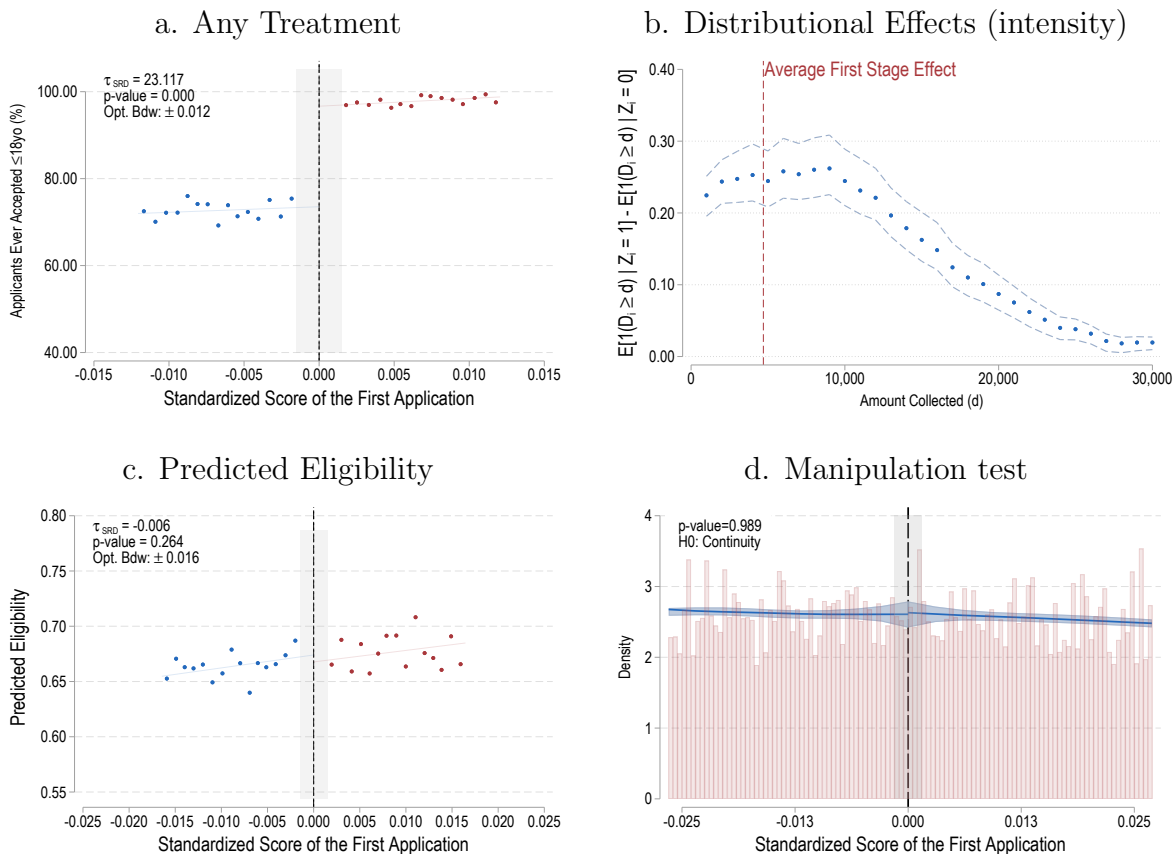 a. Any Treatment
τ SRD = 23.117
p-value = 0.000
Opt. Bdw: ± 0.012
Applicants Ever Accepted ≤18yo (%)
100.00
80.00
60.00
40.00
-0.015 -0.010 -0.005 0.000 0.005 0.010 0.015
Standardized Score of the First Application
b. Distributional Effects (intensity)
Average First Stage Effect
E[1(Dᵢ ≥ d) | Zᵢ = 1] - E[1(Dᵢ ≥ d) | Zᵢ = 0]
0.40
0.30
0.20
0.10
0.00
0 10,000 20,000 30,000
Amount Collected (d)
c. Predicted Eligibility
τ SRD = -0.006
p-value = 0.264
Opt. Bdw: ± 0.016
Predicted Eligibility
0.80
0.75
0.70
0.65
0.60
0.55
-0.025 -0.020 -0.015 -0.010 -0.005 0.000 0.005 0.010 0.015 0.020 0.025
Standardized Score of the First Application
d. Manipulation test
p-value=0.989
H0: Continuity
Density
4
3
2
1
0
-0.025 -0.013 0.000 0.013 0.025
Standardized Score of the First Application